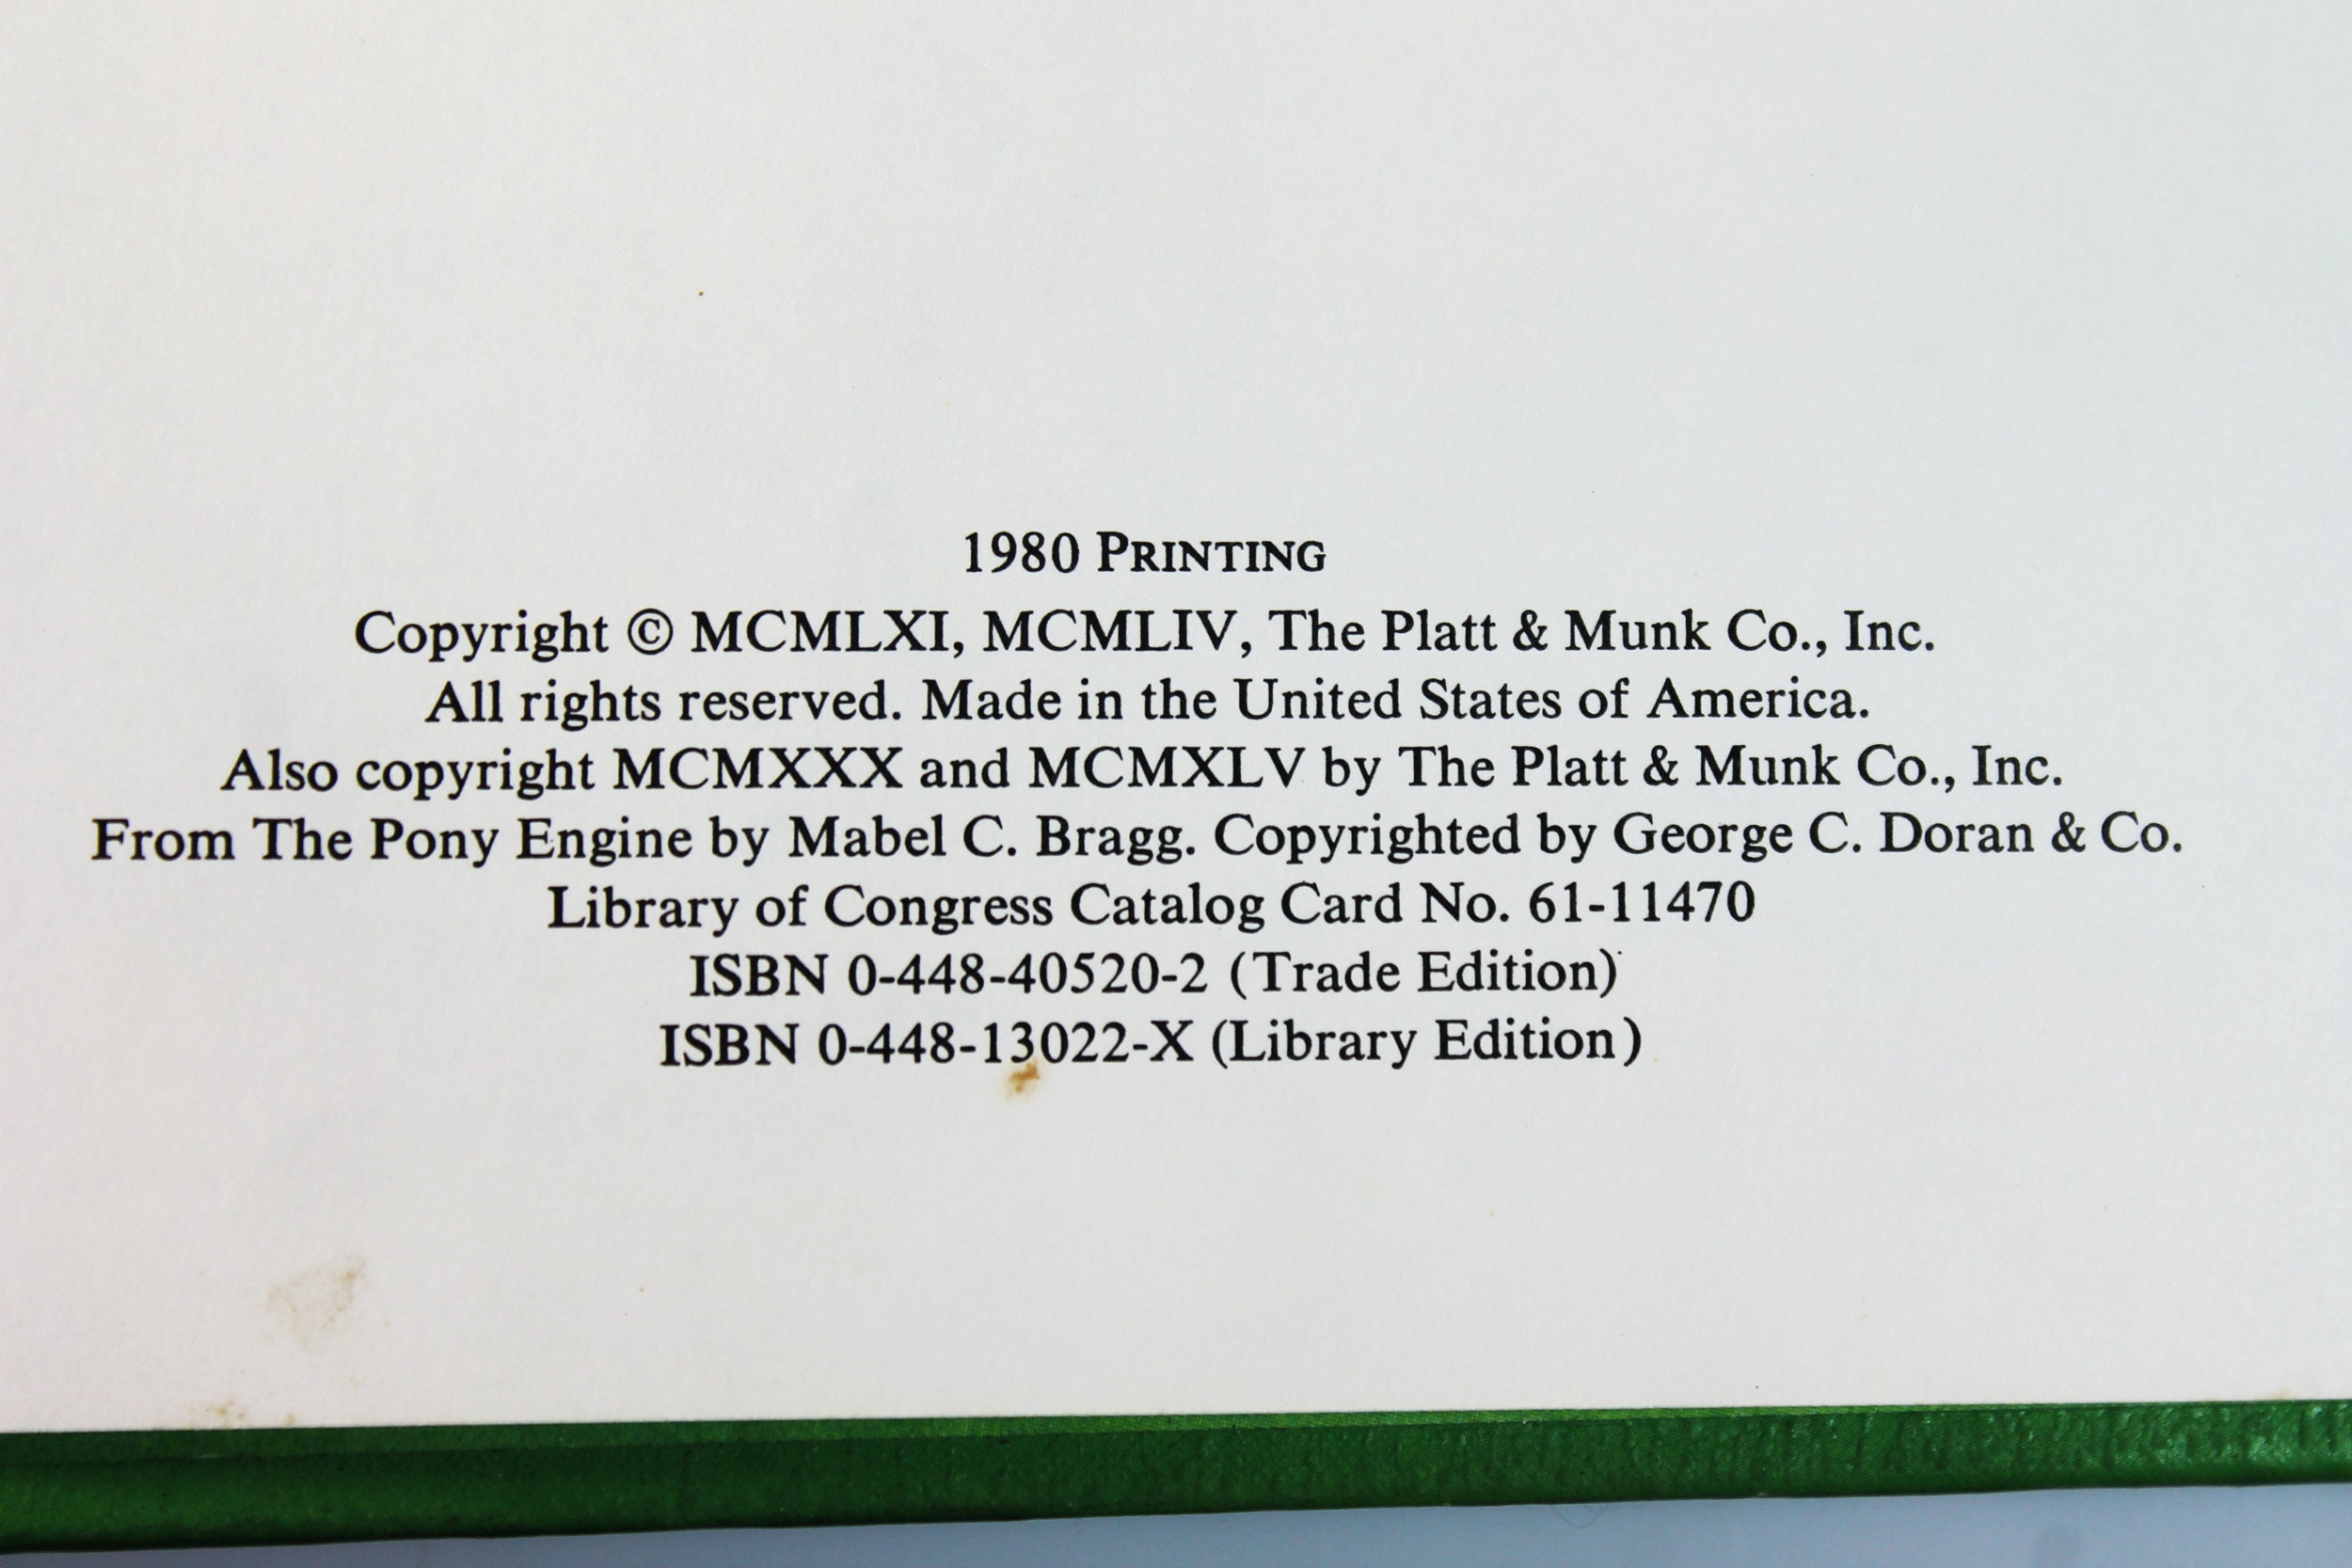 1980 PRINTING
Copyright © MCMLXI, MCMLIV, The Platt & Munk Co., Inc.
All rights reserved. Made in the United States of America.
Also copyright MCMXXX and MCMXLV by The Platt & Munk Co., Inc.
From The Pony Engine by Mabel C. Bragg. Copyrighted by George C. Doran & Co.
Library of Congress Catalog Card No. 61-11470
ISBN 0-448-40520-2 (Trade Edition)
ISBN 0-448-13022-X (Library Edition)